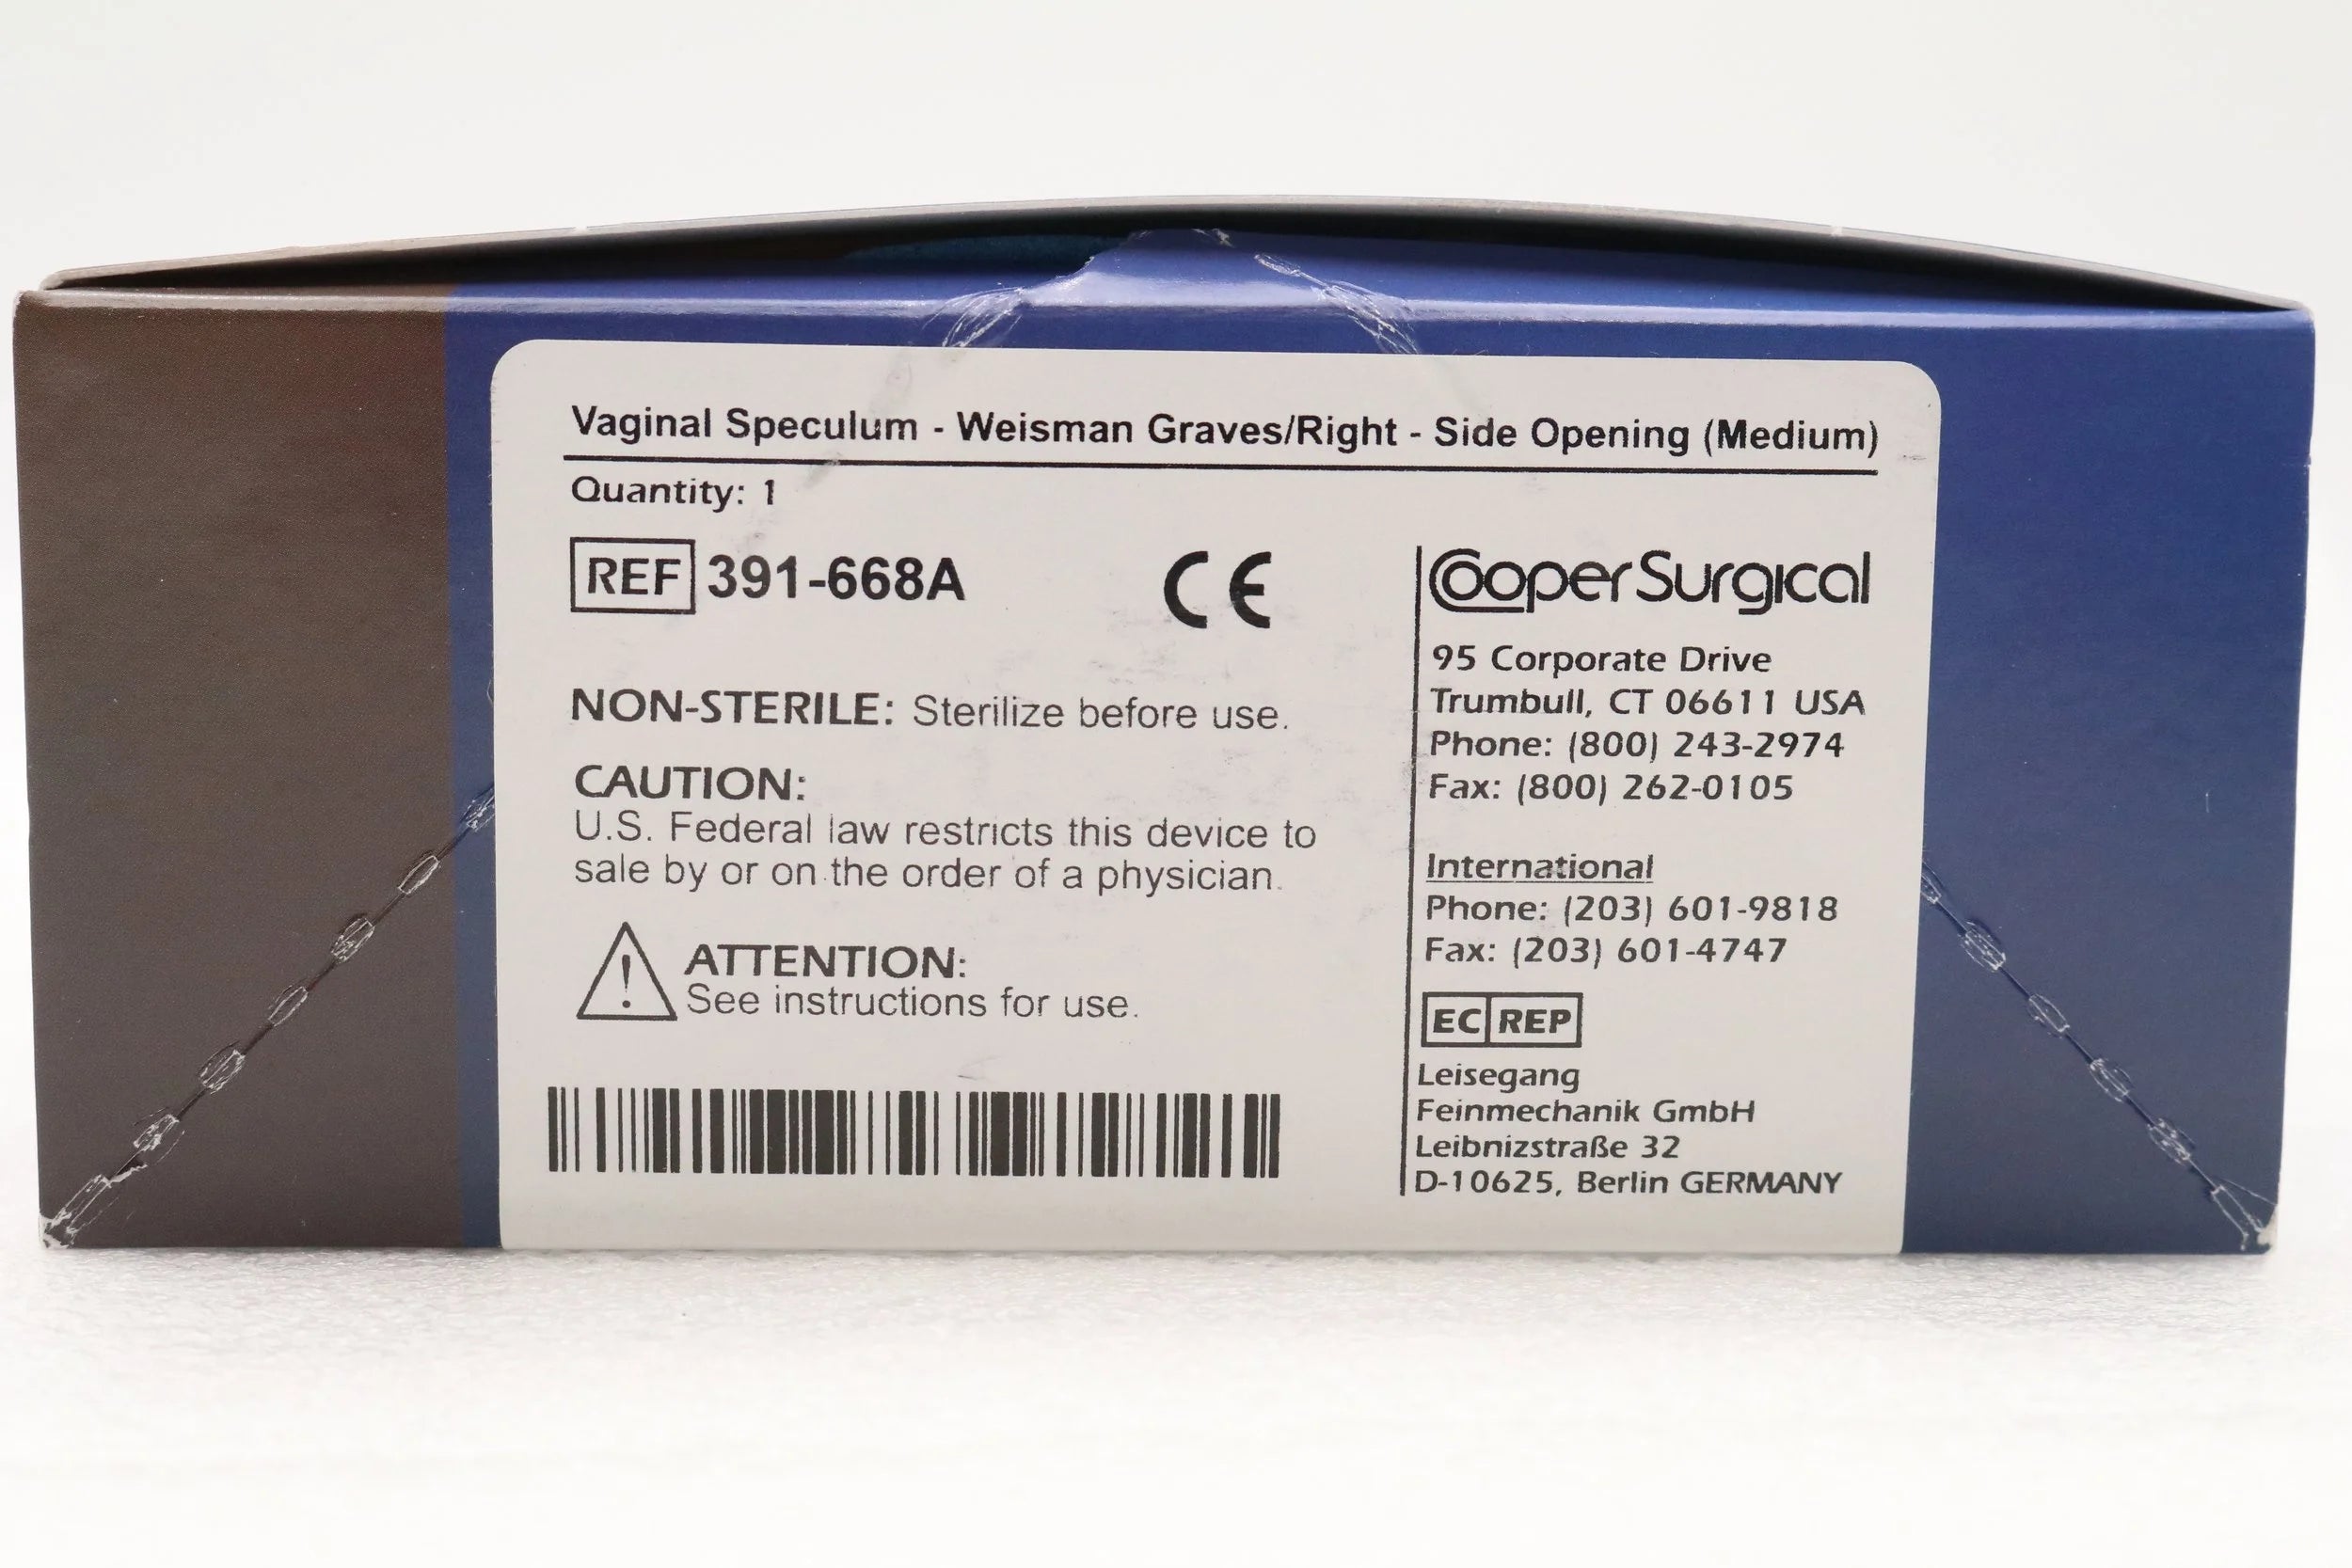 Vaginal Speculum - Weisman Graves/Right - Side Opening (Medium)
Quantity: 1
REF 391-668A
CE
NON-STERILE: Sterilize before use.
CAUTION:
U.S. Federal law restricts this device to
sale by or on the order of a physician.
ATTENTION:
See instructions for use.
CooperSurgical
95 Corporate Drive
Trumbull, CT 06611 USA
Phone: (800) 243-2974
Fax: (800) 262-0105
International
Phone: (203) 601-9818
Fax: (203) 601-4747
EC REP
Leisegang
Feinmechanik GmbH
Leibnizstraße 32
D-10625, Berlin GERMANY